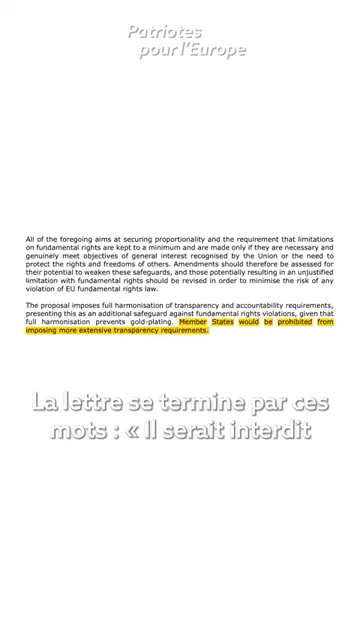 Patriotes
pour l'Europe
All of the foregoing aims at securing proportionality and the requirement that limitations
on fundamental rights are kept to a minimum and are made only if they are necessary and
genuinely meet objectives of general interest recognised by the Union or the need to
protect the rights and freedoms of others. Amendments should therefore be assessed for
their potential to weaken these safeguards, and those potentially resulting in an unjustified
limitation with fundamental rights should be revised in order to minimise the risk of any
violation of EU fundamental rights law.
The proposal imposes full harmonisation of transparency and accountability requirements,
presenting this as an additional safeguard against fundamental rights violations, given that
full harmonisation prevents gold-plating. Member States would be prohibited from
imposing more extensive transparency requirements.
La lettre se termine par ces
mots : « Il serait interdit